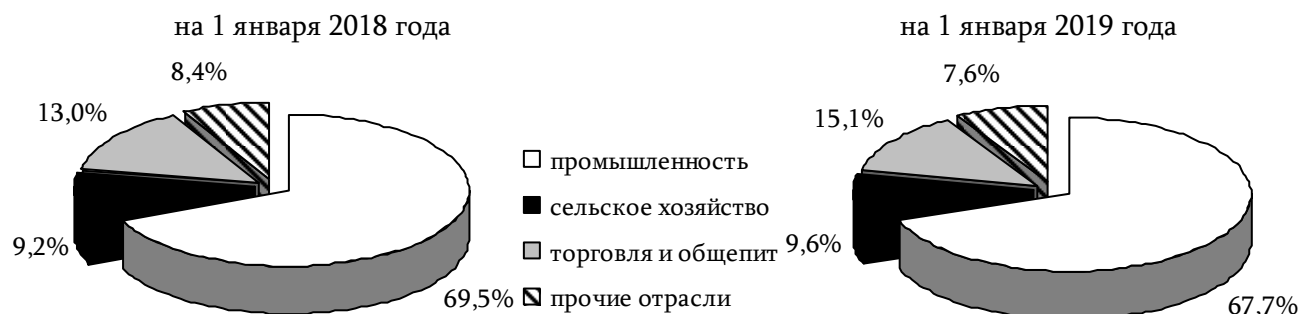 на 1 января 2018 года
8,4%
13,0%
9,2%
69,5%
промышленность
сельское хозяйство
торговля и общепит
прочие отрасли
на 1 января 2019 года
7,6%
15,1%
9,6%
67,7%